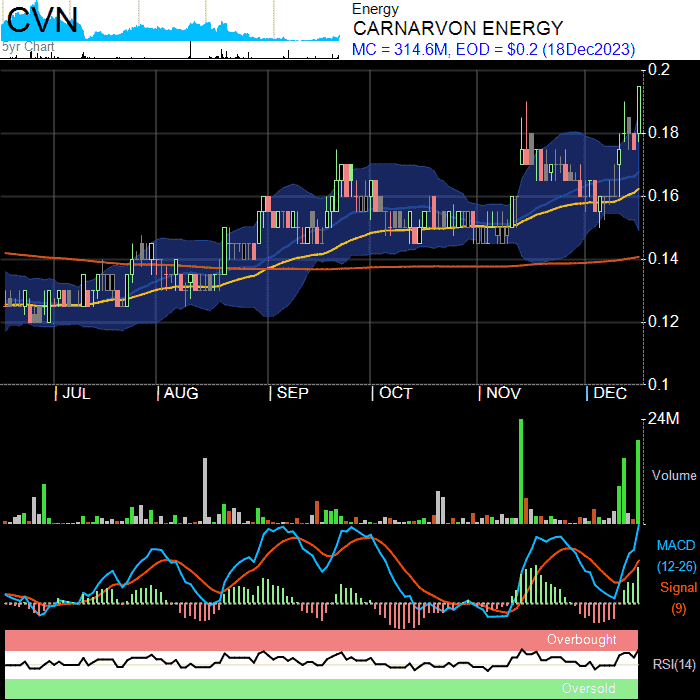 CVN
5yr Chart
Energy
CARNARVON ENERGY
MC = 314.6M, EOD = $0.2 (18Dec2023)
0.2
0.18
0.16
0.14
0.12
0.1
JUL AUG SEP OCT NOV DEC
24M
Volume
MACD
(12-26)
Signal
(9)
Overbought
RSI(14)
Oversold